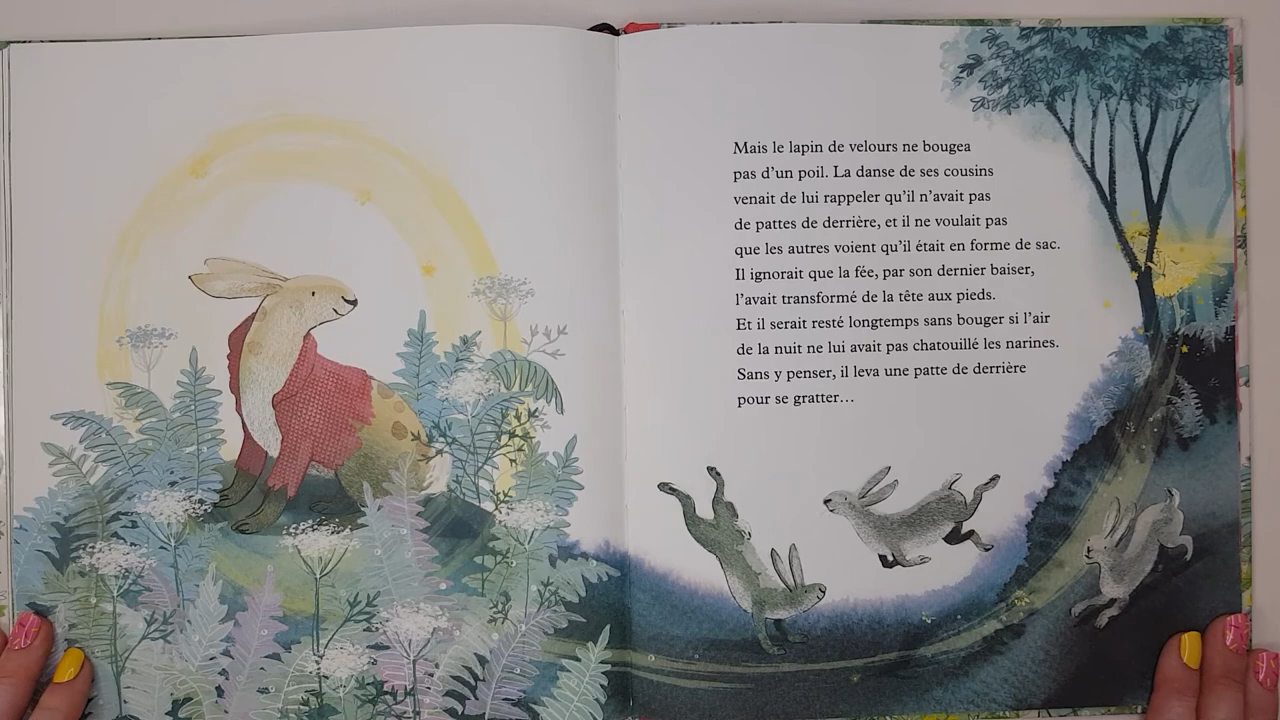 Mais le lapin de velours ne bougea
pas d’un poil. La danse de ses cousins
venait de lui rappeler qu’il n’avait pas
de pattes de derrière, et il ne voulait pas
que les autres voient qu’il était en forme de sac.
Il ignorait que la fée, par son dernier baiser,
l’avait transformé de la tête aux pieds.
Et il serait resté longtemps sans bouger si l’air
de la nuit ne lui avait pas chatouillé les narines.
Sans y penser, il leva une patte de derrière
pour se gratter…